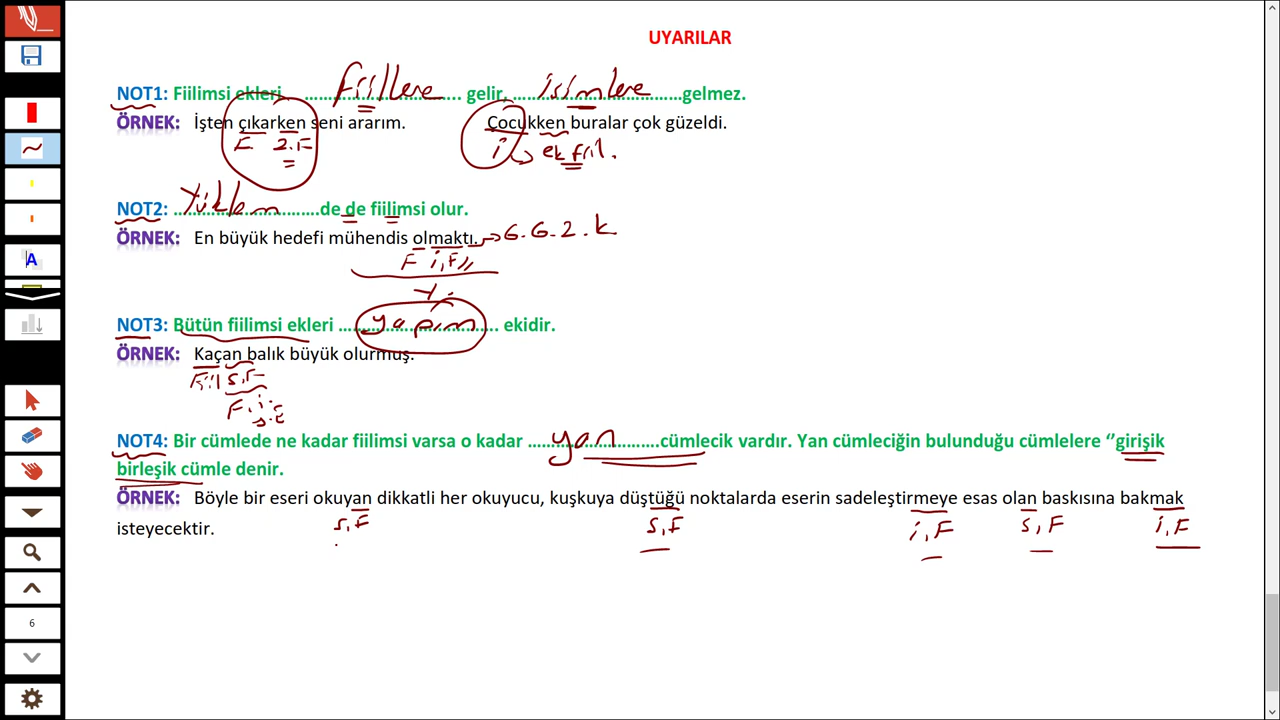 UYARILAR
NOT1: Fiilimsi ekleri ………fiillere……… gelir, ………isimlere………gelmez.
ÖRNEK: İşten çıkarken seni ararım. Çocukken buralar çok güzeldi.
F Z.F i → ek fiil.
NOT2: ………Yüklem………de de fiilimsi olur.
ÖRNEK: En büyük hedefi mühendis olmaktı. → G.G.Z.K
F İ.F
Y.
NOT3: Bütün fiilimsi ekleri ………yapım……… ekidir.
ÖRNEK: Kaçan balık büyük olurmuş.
Fiil S.F
F.i.
y.E
NOT4: Bir cümlede ne kadar fiilimsi varsa o kadar ………yan………cümlecik vardır. Yan cümleciğin bulunduğu cümlelere ‘’girişik
birleşik cümle denir.
ÖRNEK: Böyle bir eseri okuyan dikkatli her okuyucu, kuşkuya düştüğü noktalarda eserin sadeleştirmeye esas olan baskısına bakmak
S.F S.F İ.F S.F İ.F
isteyecektir.
A
6